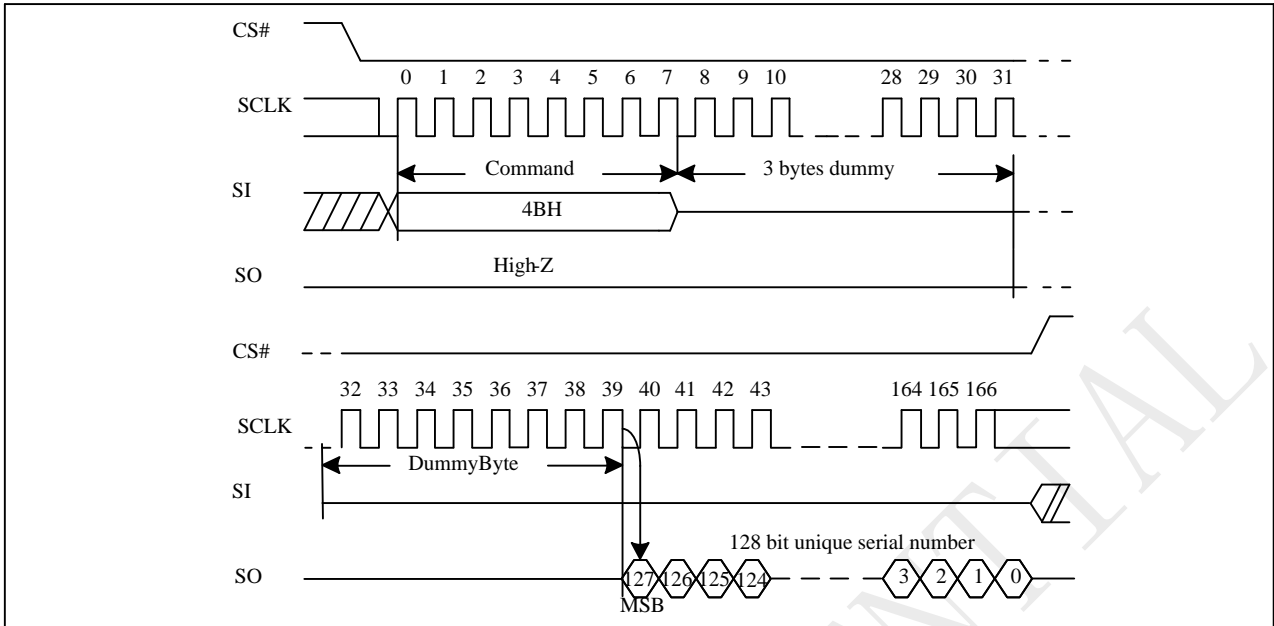 CS#
0 1 2 3 4 5 6 7 8 9 10 28 29 30 31
SCLK
Command 3 bytes dummy
SI
4BH
High-Z
SO
CS#
32 33 34 35 36 37 38 39 40 41 42 43 164 165 166
SCLK
DummyByte
SI
128 bit unique serial number
SO 127 126 125 124 3 2 1 0
MSB
NTIAL